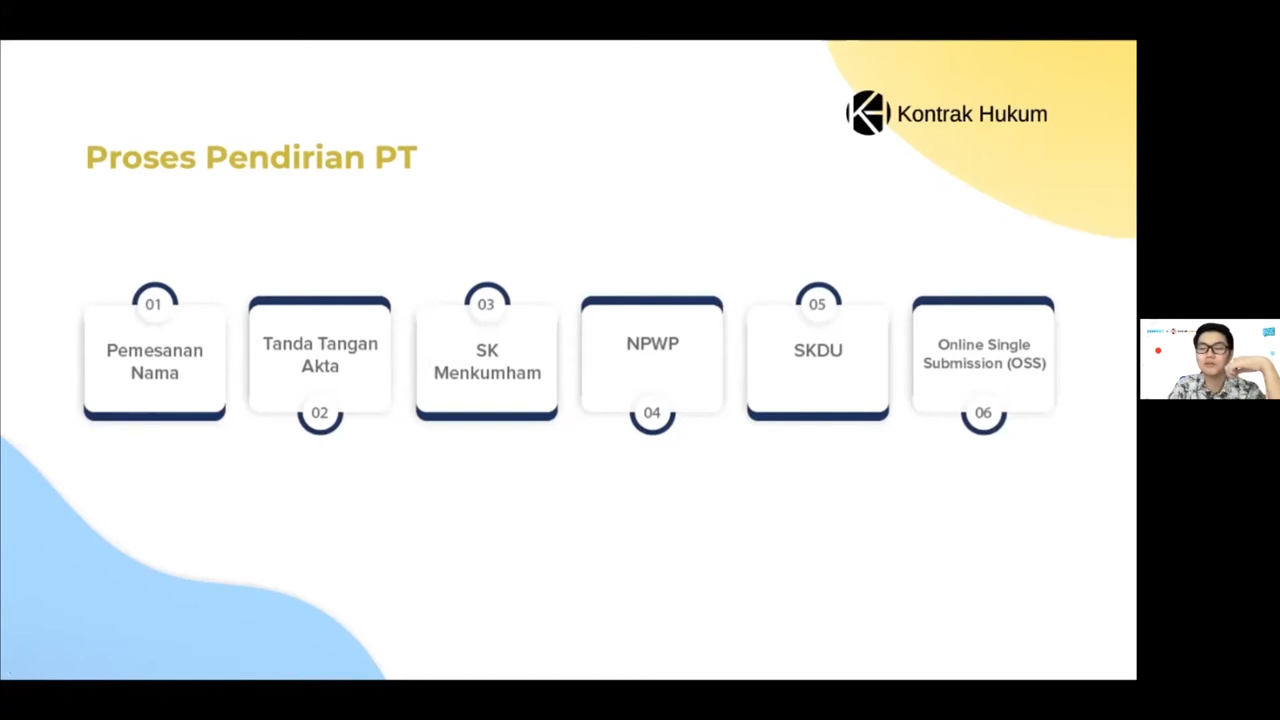 Kontrak Hukum
Proses Pendirian PT
01
Pemesanan
Nama
Tanda Tangan
Akta
02
03
SK
Menkumham
NPWP
04
05
SKDU
Online Single
Submission (OSS)
06